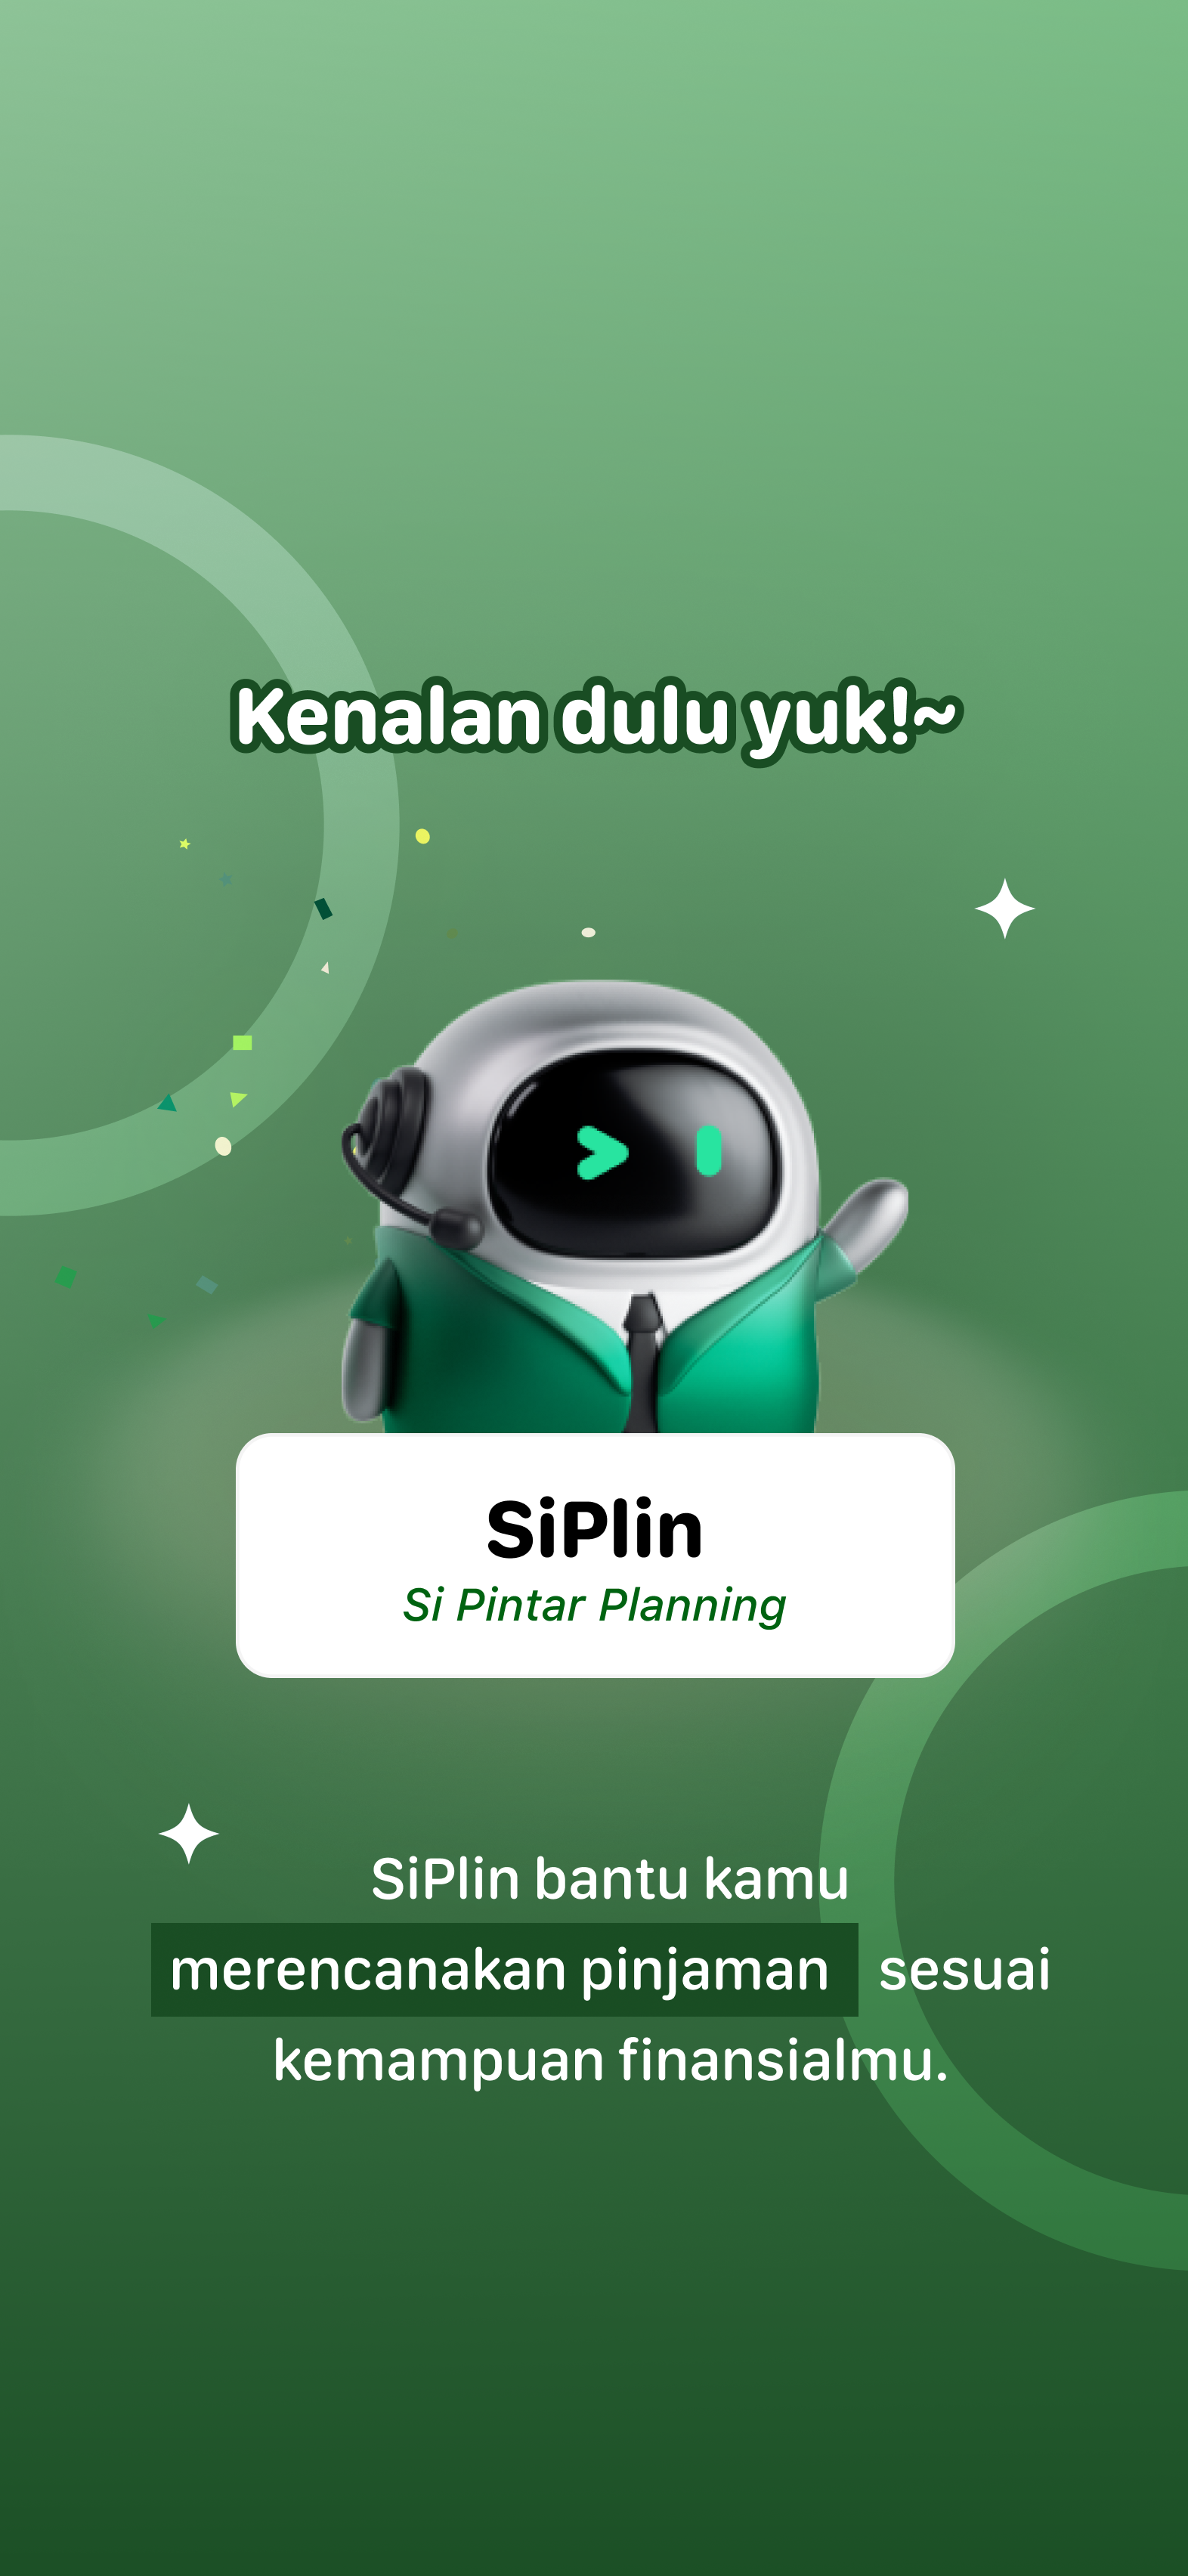 Kenalan dulu yuk!~
SiPlin
Si Pintar Planning
SiPlin bantu kamu
merencanakan pinjaman sesuai
kemampuan finansialmu.